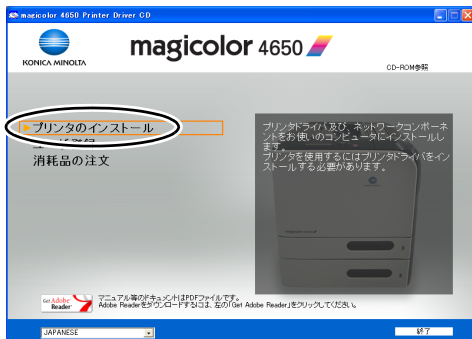 magicolor 4650 Printer Driver CD
KONICA MINOLTA
magicolor 4650
CD-ROM参照
プリンタのインストール
消耗品の注文
プリンタドライバ及び、ネットワークコンポーネ
ントをお使いのコンピュータにインストールし
ます。
プリンタを使用するにはプリンタドライバをイン
ストールする必要があります。
Get Adobe
Reader
マニュアル等のドキュメントはPDFファイルです。
Adobe Readerをダウンロードするには、左の「Get Adobe Reader」をクリックしてください。
JAPANESE
終了